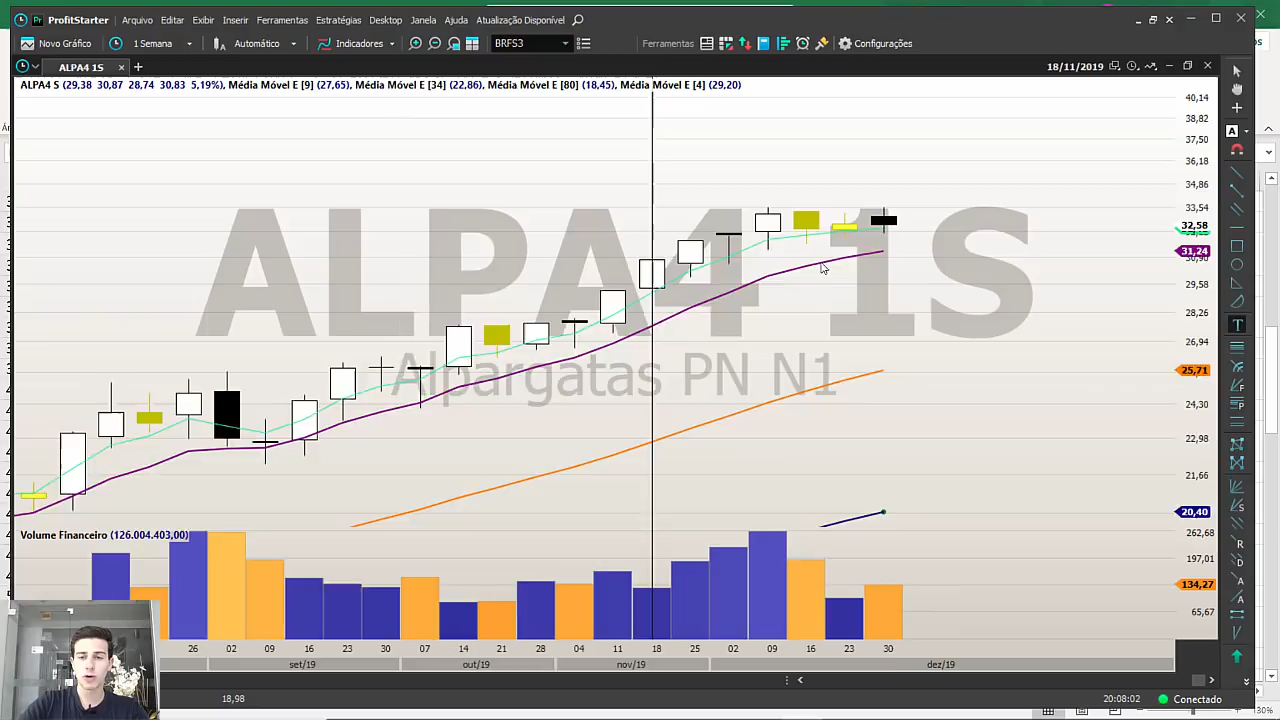 ProfitStarter Arquivo Editar Exibir Inserir Ferramentas Estratégias Desktop Janela Ajuda Atualização Disponível
Novo Gráfico 1 Semana Automático Indicadores BRFS3 Ferramentas Configurações
ALPA4 1S 18/11/2019
ALPA4 S (29,38 30,87 28,74 30,83 5,19%), Média Móvel E [9] (27,65), Média Móvel E [34] (22,86), Média Móvel E [80] (18,45), Média Móvel E [4] (29,20)
40,14
38,82
37,50
36,18
34,86
33,54
32,58
31,24
30,90
29,58
28,26
26,94
25,71
24,30
22,98
21,66
20,40
ALPA4 1S
Alpargatas PN N1
Volume Financeiro (126.004.403,00)
262,68
197,01
134,27
65,67
26 02 09 16 23 30 07 14 21 28 04 11 18 25 02 09 16 23 30
set/19 out/19 nov/19 dez/19
18,98 20:08:02 Conectado
30%